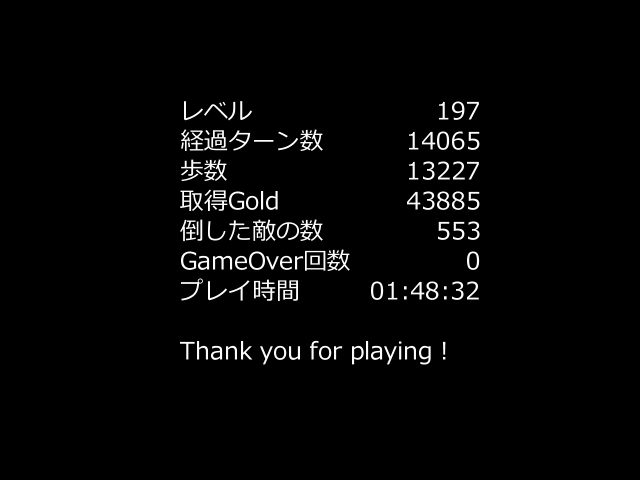 レベル 197
経過ターン数 14065
歩数 13227
取得Gold 43885
倒した敵の数 553
GameOver回数 0
プレイ時間 01:48:32
Thank you for playing !